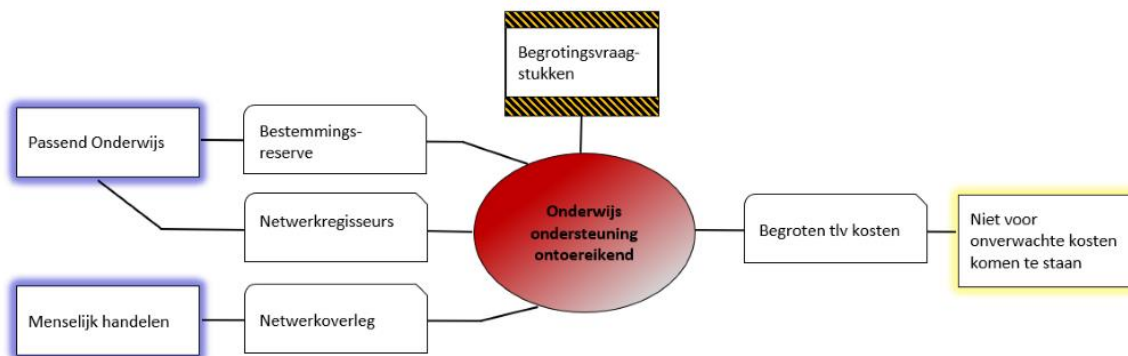 Begrotingsvraag-
stukken
Passend Onderwijs
Bestemmings-
reserve
Netwerkregisseurs
Onderwijs
ondersteuning
ontoereikend
Begroten tlv kosten
Niet voor
onverwachte kosten
komen te staan
Menselijk handelen
Netwerkoverleg